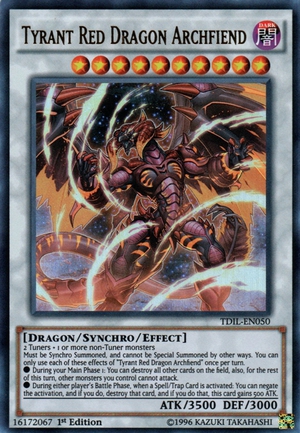 TYRANT RED DRAGON ARCHFIEND
DARK
闇
TDIL-EN050
[DRAGON/SYNCHRO/EFFECT]
2 Tuners + 1 or more non-Tuner monsters
Must be Synchro Summoned, and cannot be Special Summoned by other ways. You can
only use each of these effects of "Tyrant Red Dragon Archfiend" once per turn.
● During your Main Phase 1: You can destroy all other cards on the field, also, for the rest
of this turn, other monsters you control cannot attack.
● During either player's Battle Phase, when a Spell/Trap Card is activated: You can negate
the activation, and if you do, destroy that card, and if you do that, this card gains 500 ATK.
ATK/3500 DEF/3000
16172067 1st Edition ©1996 KAZUKI TAKAHASHI